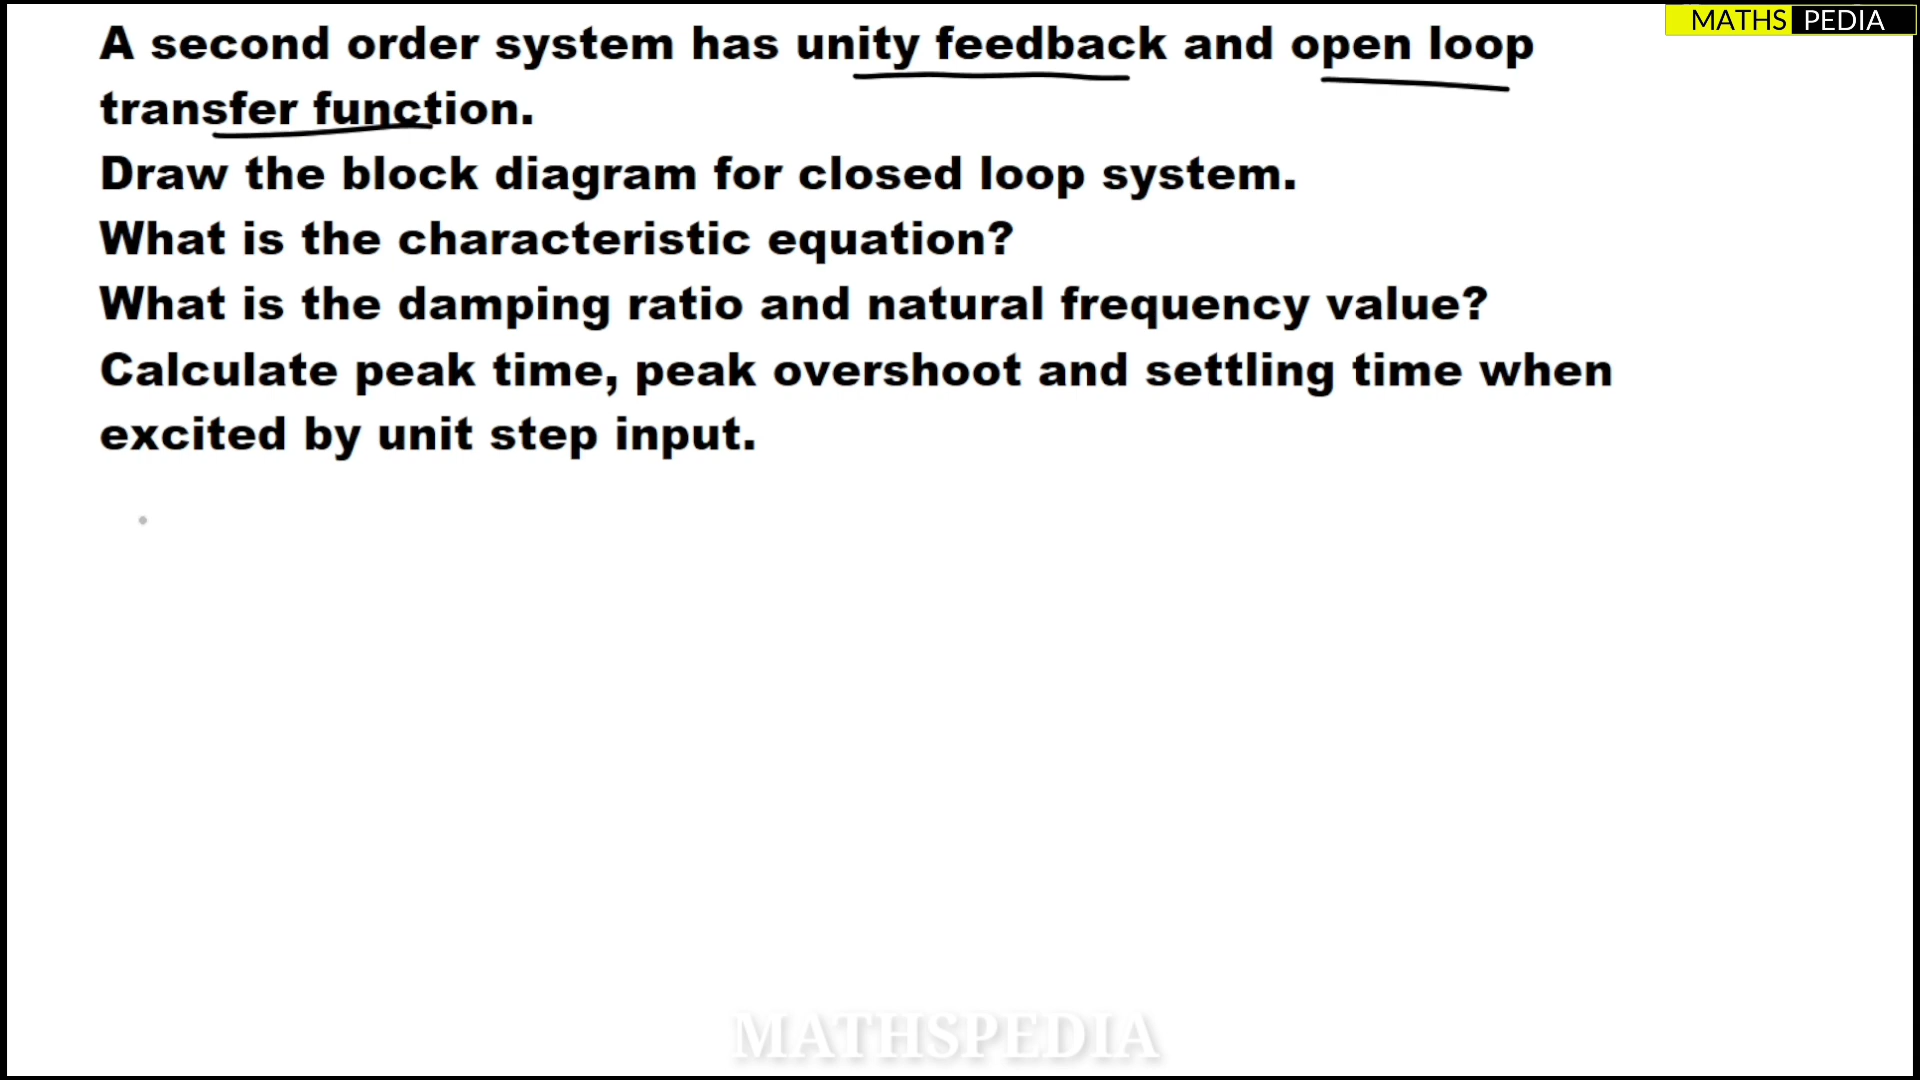 MATHS PEDIA
A second order system has unity feedback and open loop
transfer function.
Draw the block diagram for closed loop system.
What is the characteristic equation?
What is the damping ratio and natural frequency value?
Calculate peak time, peak overshoot and settling time when
excited by unit step input.
MATHSPEDIA